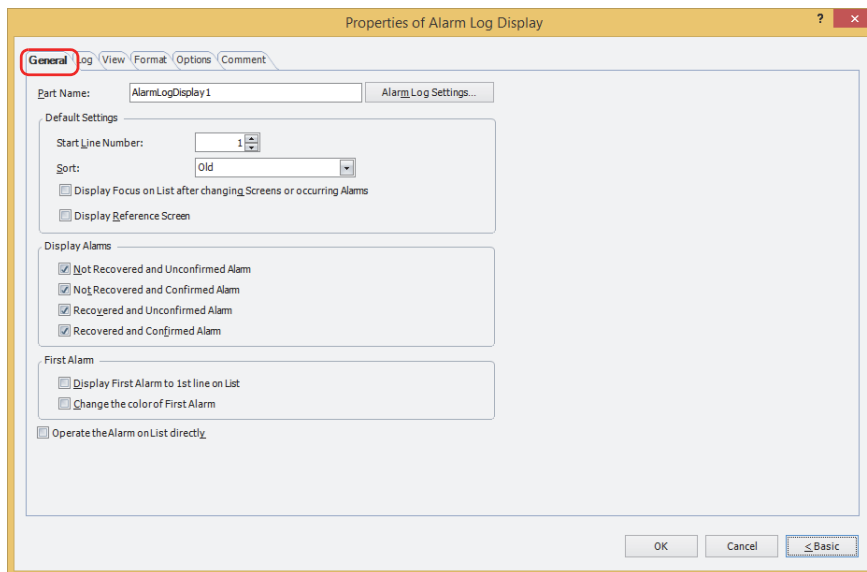 Properties of Alarm Log Display ? ×
General Log View Format Options Comment
Part Name: AlarmLogDisplay1 Alarm Log Settings...
Default Settings
Start Line Number: 1
Sort: Old
Display Focus on List after changing Screens or occurring Alarms
Display Reference Screen
Display Alarms
Not Recovered and Unconfirmed Alarm
Not Recovered and Confirmed Alarm
Recovered and Unconfirmed Alarm
Recovered and Confirmed Alarm
First Alarm
Display First Alarm to 1st line on List
Change the color of First Alarm
Operate the Alarm on List directly
OK Cancel < Basic